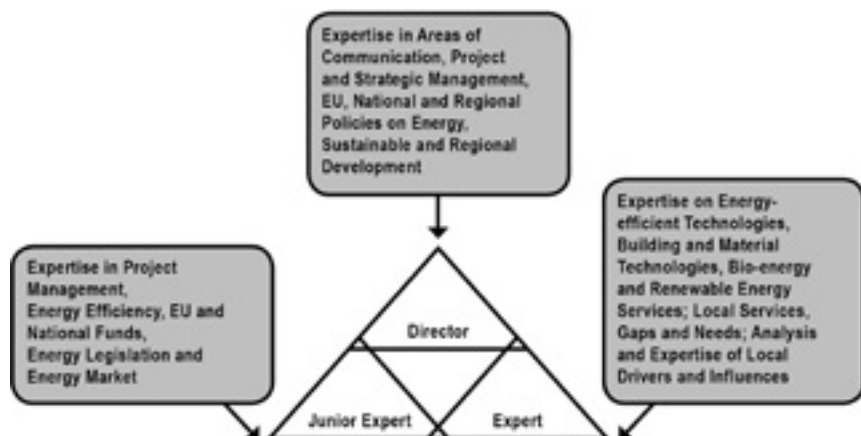 Expertise in Areas of
Communication, Project
and Strategic Management,
EU, National and Regional
Policies on Energy,
Sustainable and Regional
Development
Expertise on Energy-
efficient Technologies,
Building and Material
Technologies, Bio-energy
and Renewable Energy
Services; Local Services,
Gaps and Needs; Analysis
and Expertise of Local
Drivers and Influences
Expertise in Project
Management,
Energy Efficiency, EU and
National Funds,
Energy Legislation and
Energy Market
Director
Junior Expert
Expert